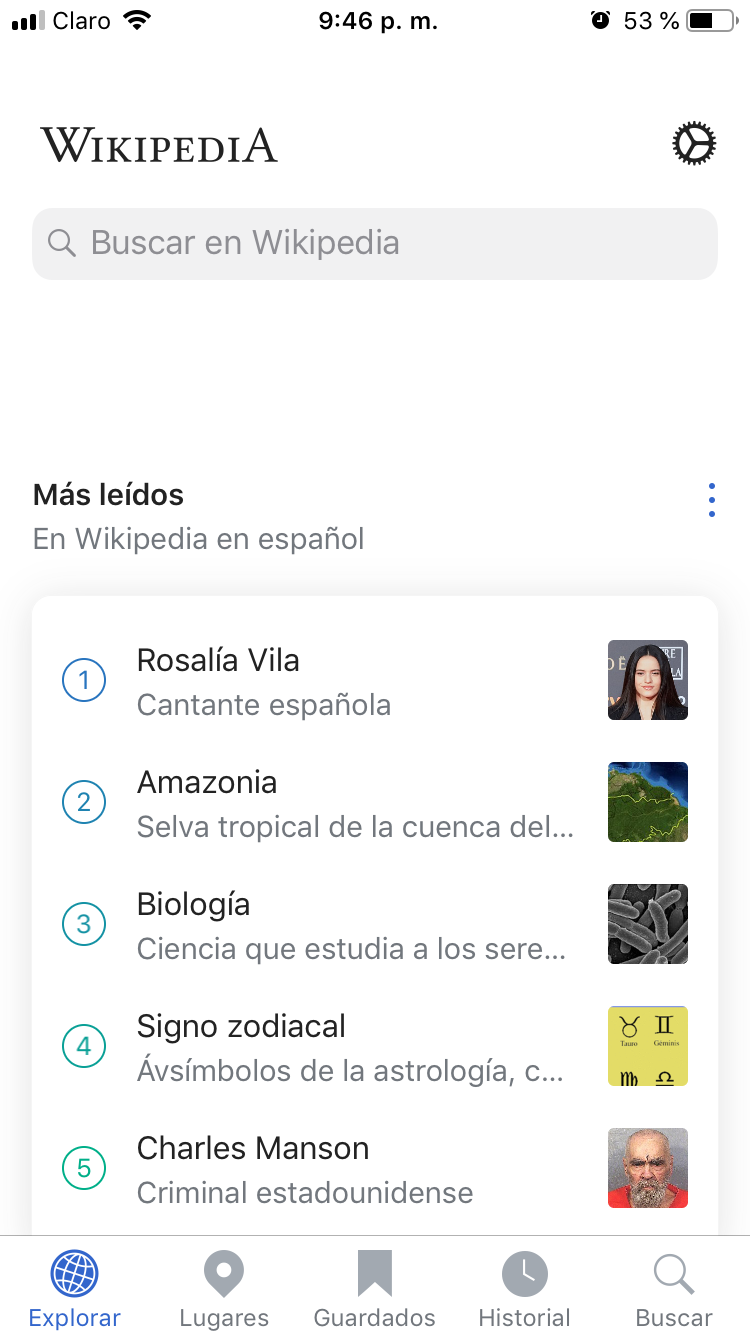 Claro 9:46 p. m. 53 %
WIKIPEDIA
Buscar en Wikipedia
Más leídos
En Wikipedia en español
1 Rosalía Vila
Cantante española
2 Amazonia
Selva tropical de la cuenca del...
3 Biología
Ciencia que estudia a los sere...
4 Signo zodiacal
Ávsímbolos de la astrología, c...
Tauro Geminis
5 Charles Manson
Criminal estadounidense
Explorar Lugares Guardados Historial Buscar